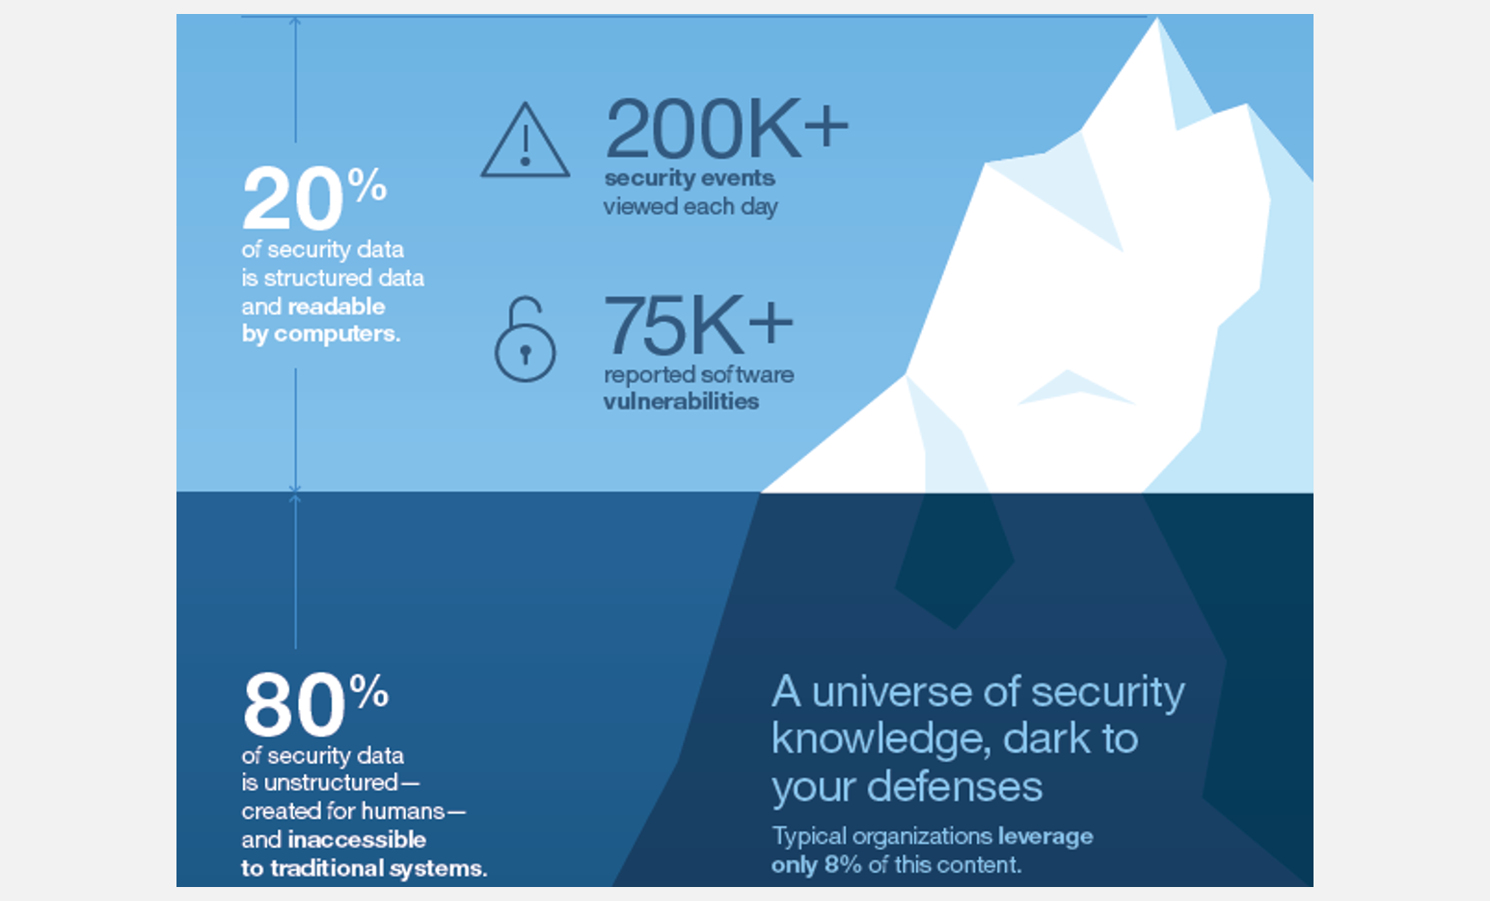 20%
of security data
is structured data
and readable
by computers.
200K+
security events
viewed each day
75K+
reported software
vulnerabilities
80%
of security data
is unstructured—
created for humans—
and inaccessible
to traditional systems.
A universe of security
knowledge, dark to
your defenses
Typical organizations leverage
only 8% of this content.